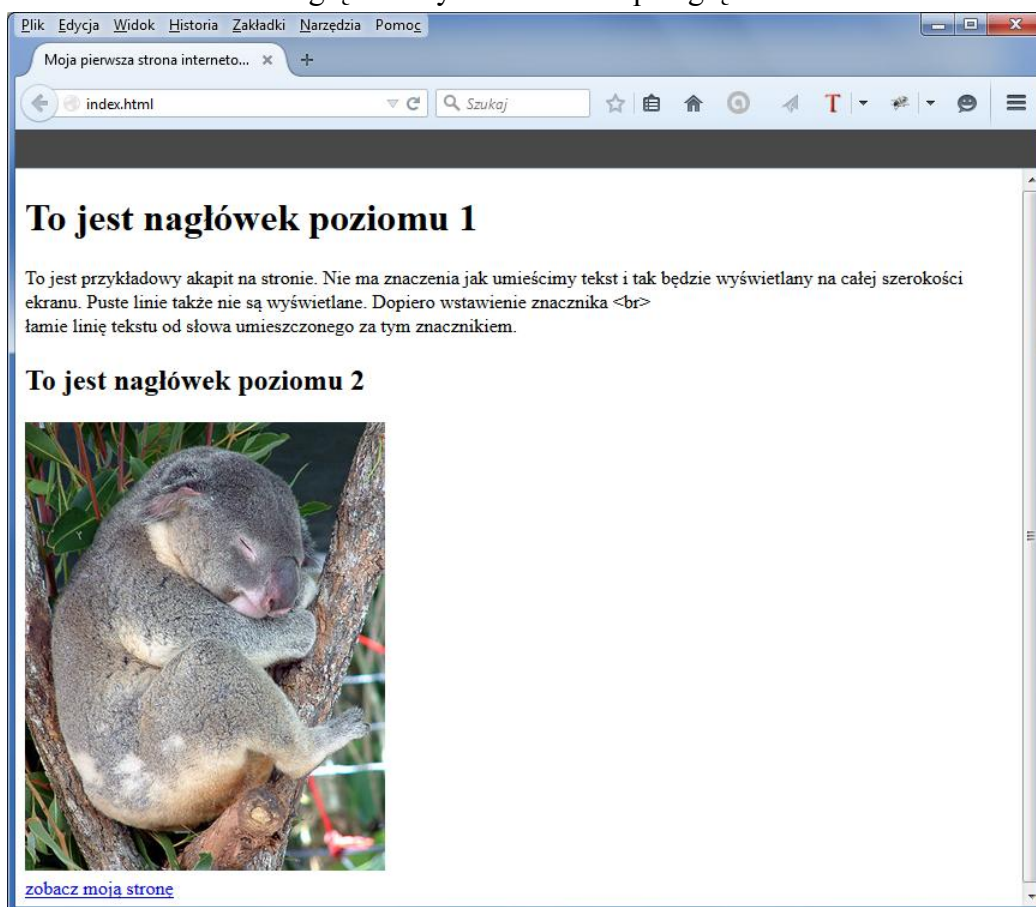 Plik Edycja Widok Historia Zakładki Narzędzia Pomoc
Moja pierwsza strona interneto... × +
index.html
Szukaj
To jest nagłówek poziomu 1
To jest przykładowy akapit na stronie. Nie ma znaczenia jak umieścimy tekst i tak będzie wyświetlany na całej szerokości
ekranu. Puste linie także nie są wyświetlane. Dopiero wstawienie znacznika <br>
łamie linię tekstu od słowa umieszczonego za tym znacznikiem.
To jest nagłówek poziomu 2
zobacz moją stronę